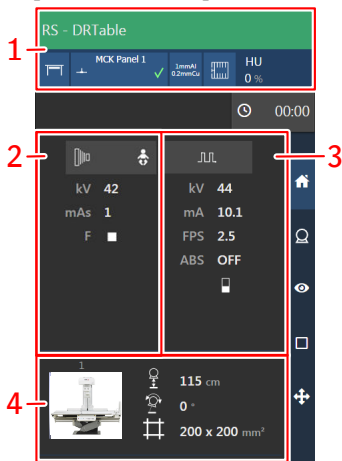 RS - DRTable
1
MCK Panel 1
1mmAl
0.2mmCu
HU
0 %
00:00
2
3
kV 42
mAs 1
F
kV 44
mA 10.1
FPS 2.5
ABS OFF
4
1
115 cm
0 °
200 x 200 mm²